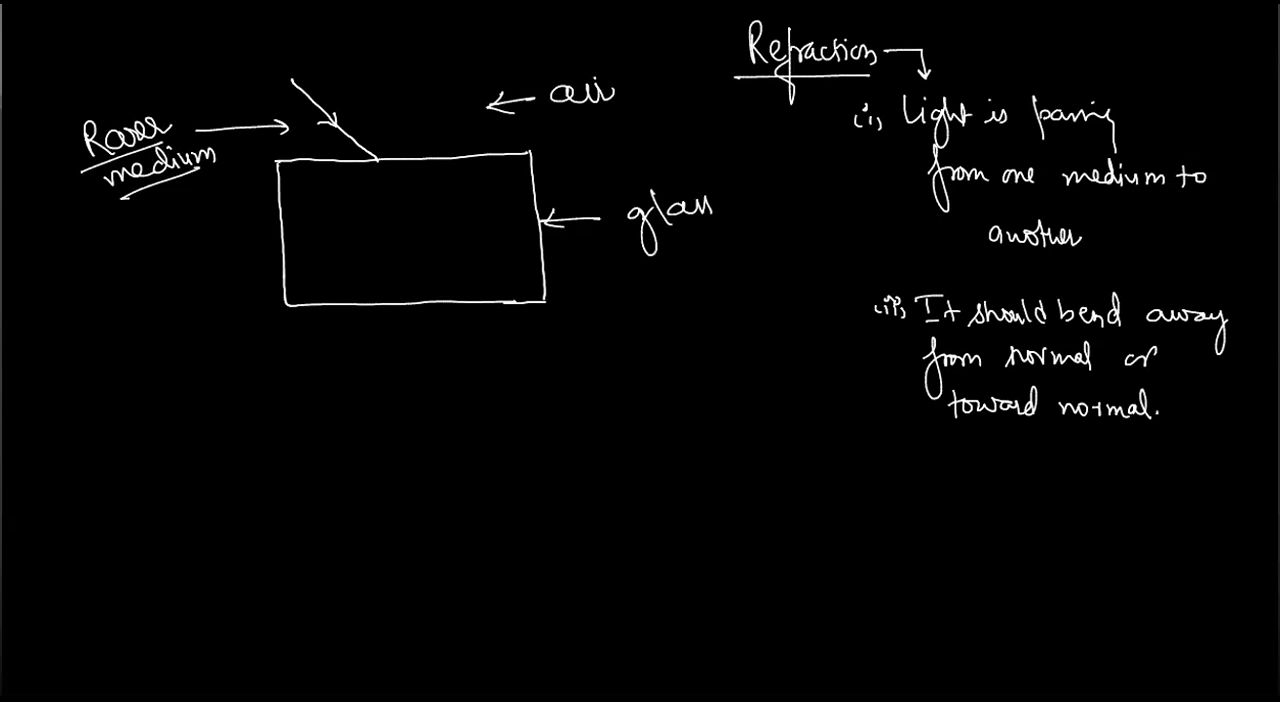 Refraction
air
(i) Light is passing
Rarer
medium
from one medium to
glass
another
(ii) It should bend away
from normal or
toward normal.